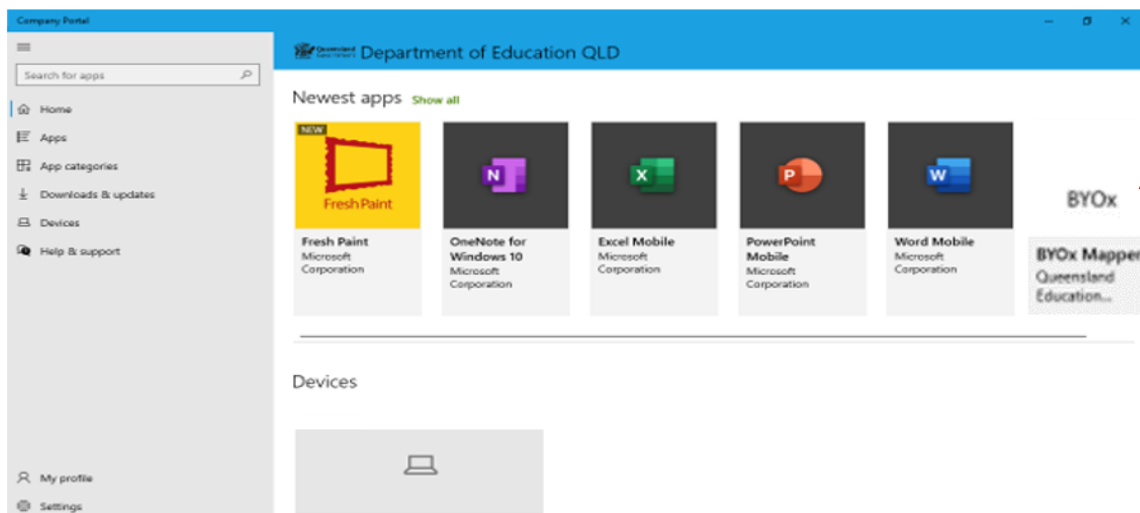 Company Portal
Search for apps
Home
Apps
App categories
Downloads & updates
Devices
Help & support
My profile
Settings
Queensland
Government
Department of Education QLD
Newest apps Show all
NEW
Fresh Paint
Fresh Paint
Microsoft
Corporation
N
OneNote for
Windows 10
Microsoft
Corporation
X
Excel Mobile
Microsoft
Corporation
P
PowerPoint
Mobile
Microsoft
Corporation
W
Word Mobile
Microsoft
Corporation
BYOx
BYOx Mapper
Queensland
Education...
Devices